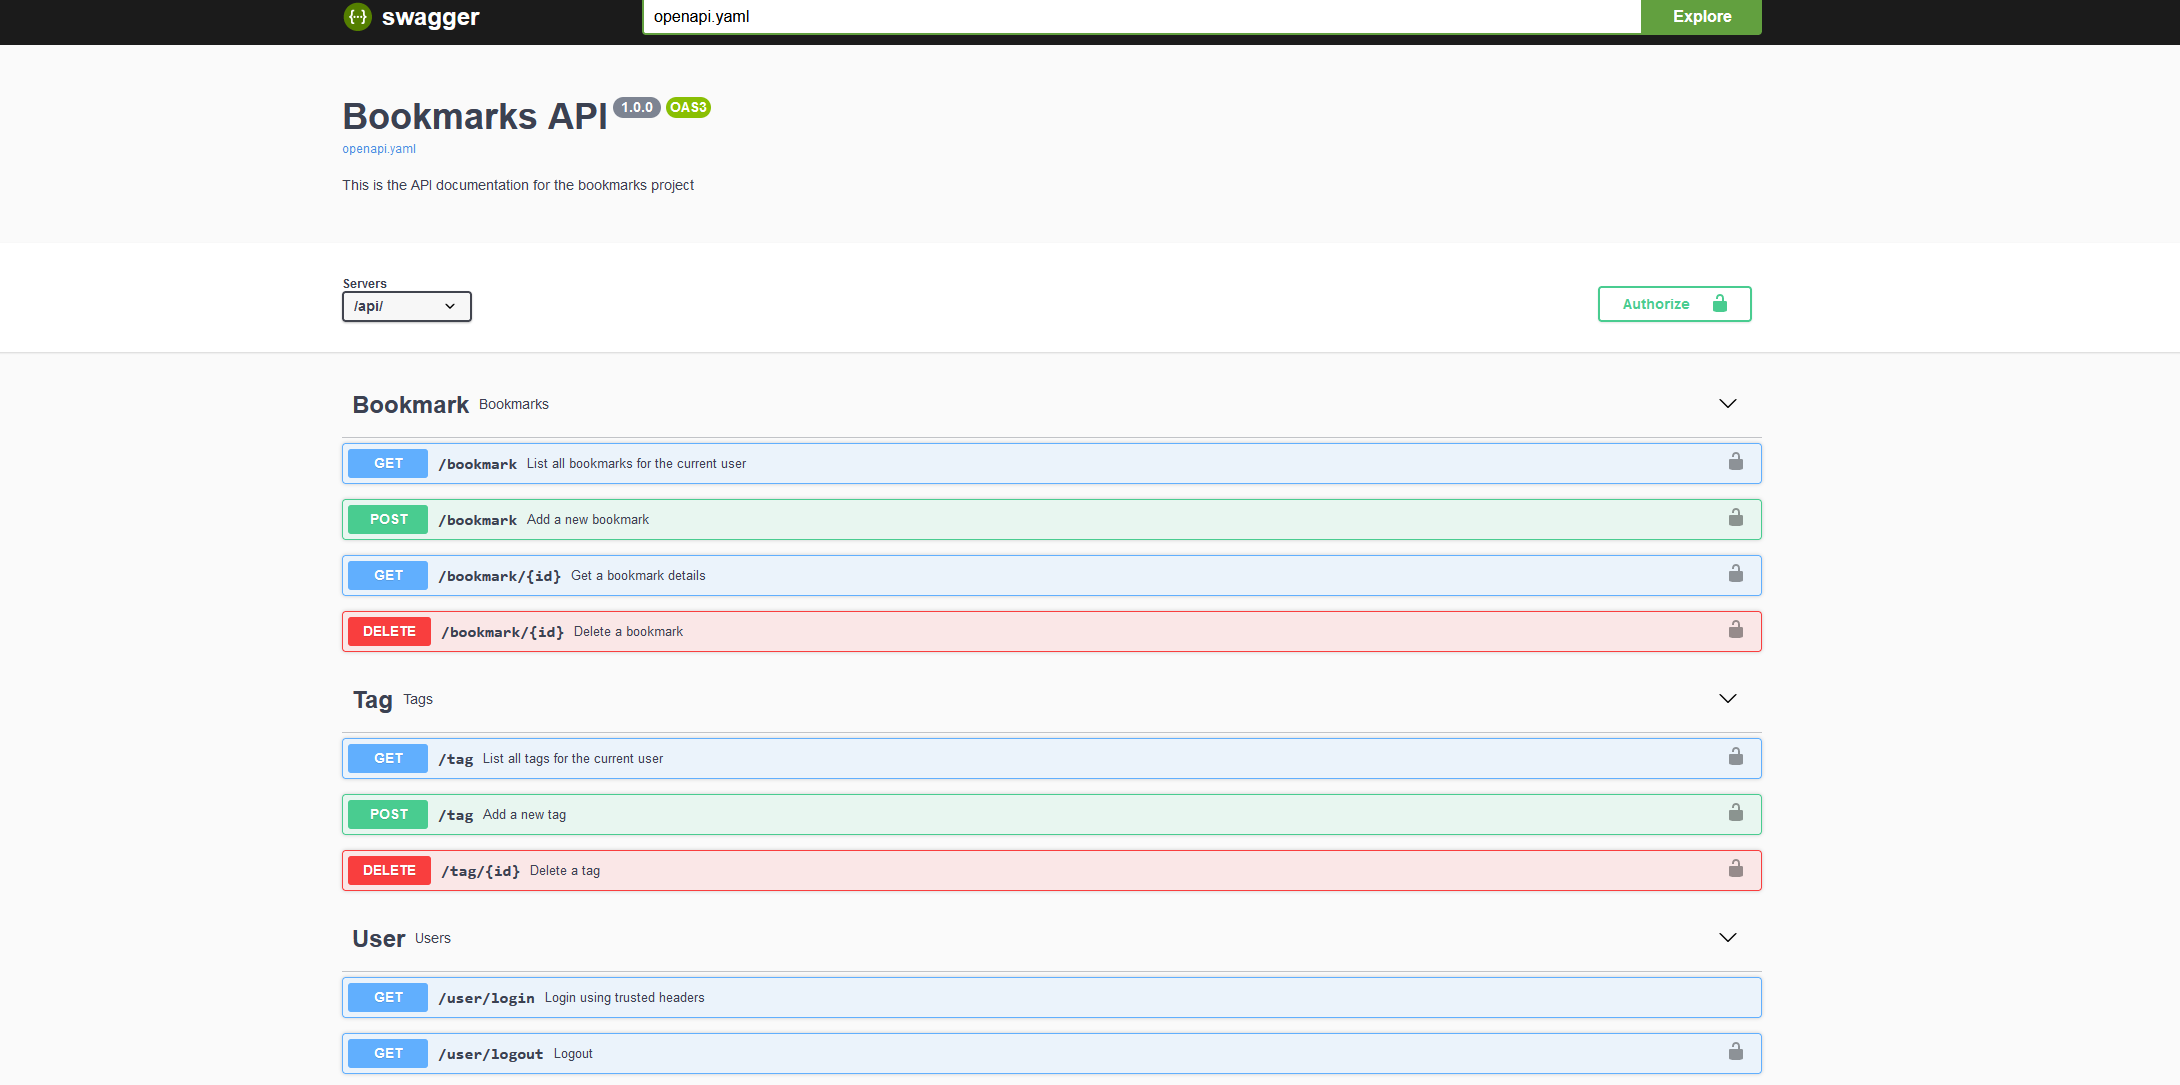 swagger
openapi.yaml
Explore
Bookmarks API 1.0.0 OAS3
openapi.yaml
This is the API documentation for the bookmarks project
Servers
/api/
Authorize
Bookmark Bookmarks
GET /bookmark List all bookmarks for the current user
POST /bookmark Add a new bookmark
GET /bookmark/{id} Get a bookmark details
DELETE /bookmark/{id} Delete a bookmark
Tag Tags
GET /tag List all tags for the current user
POST /tag Add a new tag
DELETE /tag/{id} Delete a tag
User Users
GET /user/login Login using trusted headers
GET /user/logout Logout